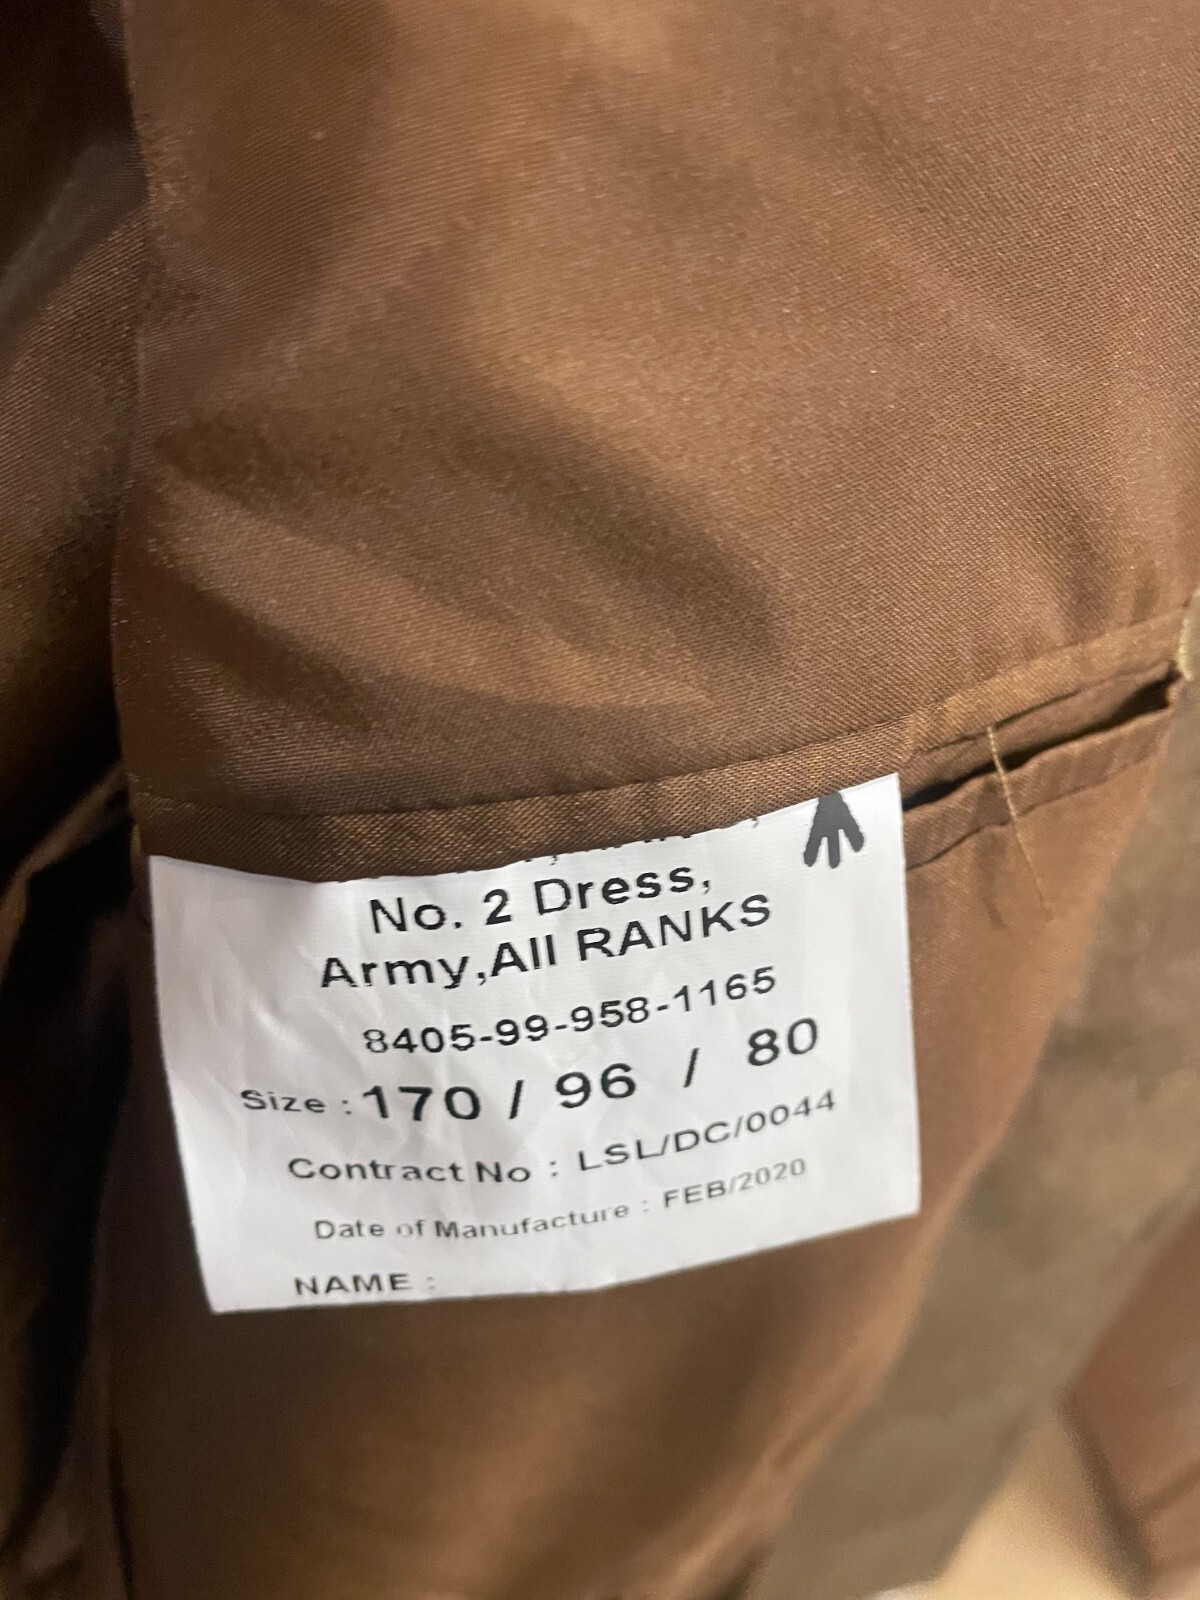 No. 2 Dress,
Army,All RANKS
8405-99-958-1165
Size : 170 / 96 / 80
Contract No : LSL/DC/0044
Date of Manufacture : FEB/2020
NAME :